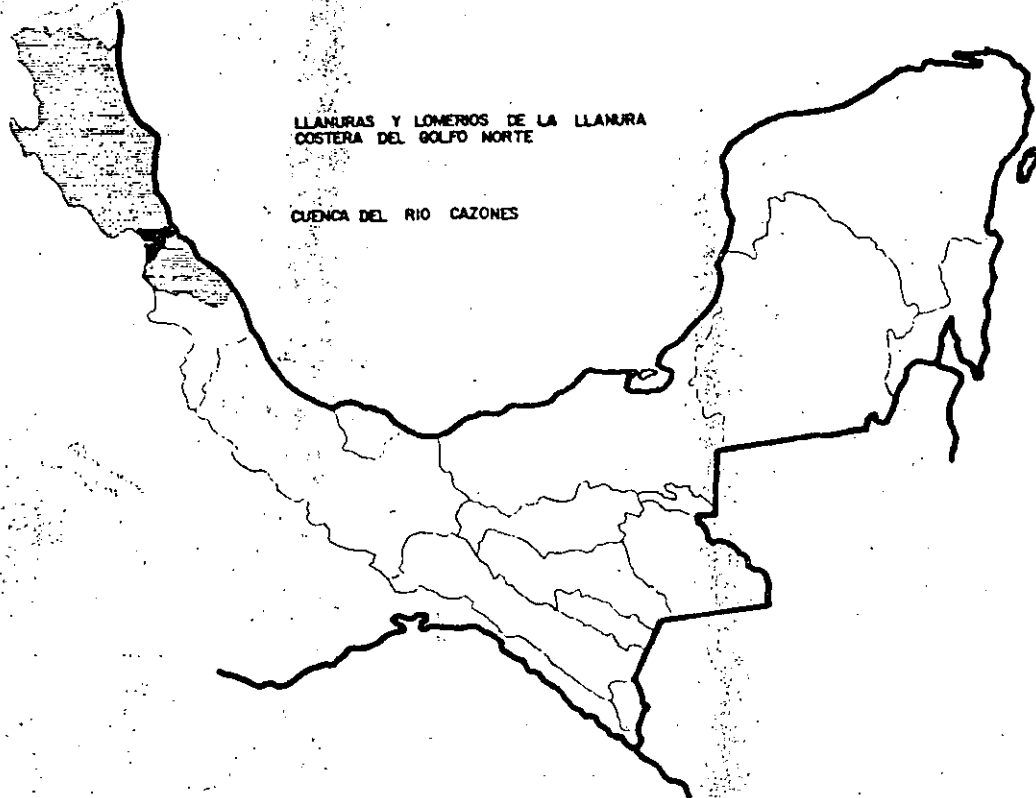 LLANURAS Y LOMERIOS DE LA LLANURA
COSTERA DEL GOLFO NORTE
CUENCA DEL RIO CAZONES